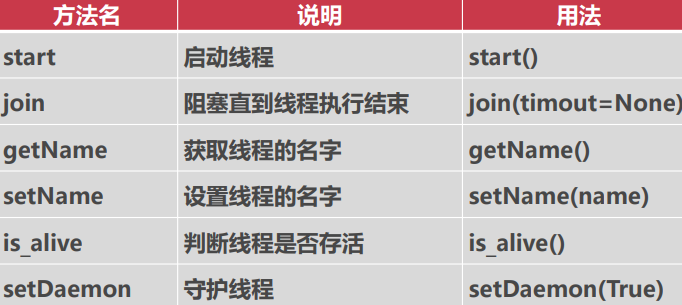 方法名 说明 用法
start 启动线程 start()
join 阻塞直到线程执行结束 join(timout=None)
getName 获取线程的名字 getName()
setName 设置线程的名字 setName(name)
is_alive 判断线程是否存活 is_alive()
setDaemon 守护线程 setDaemon(True)